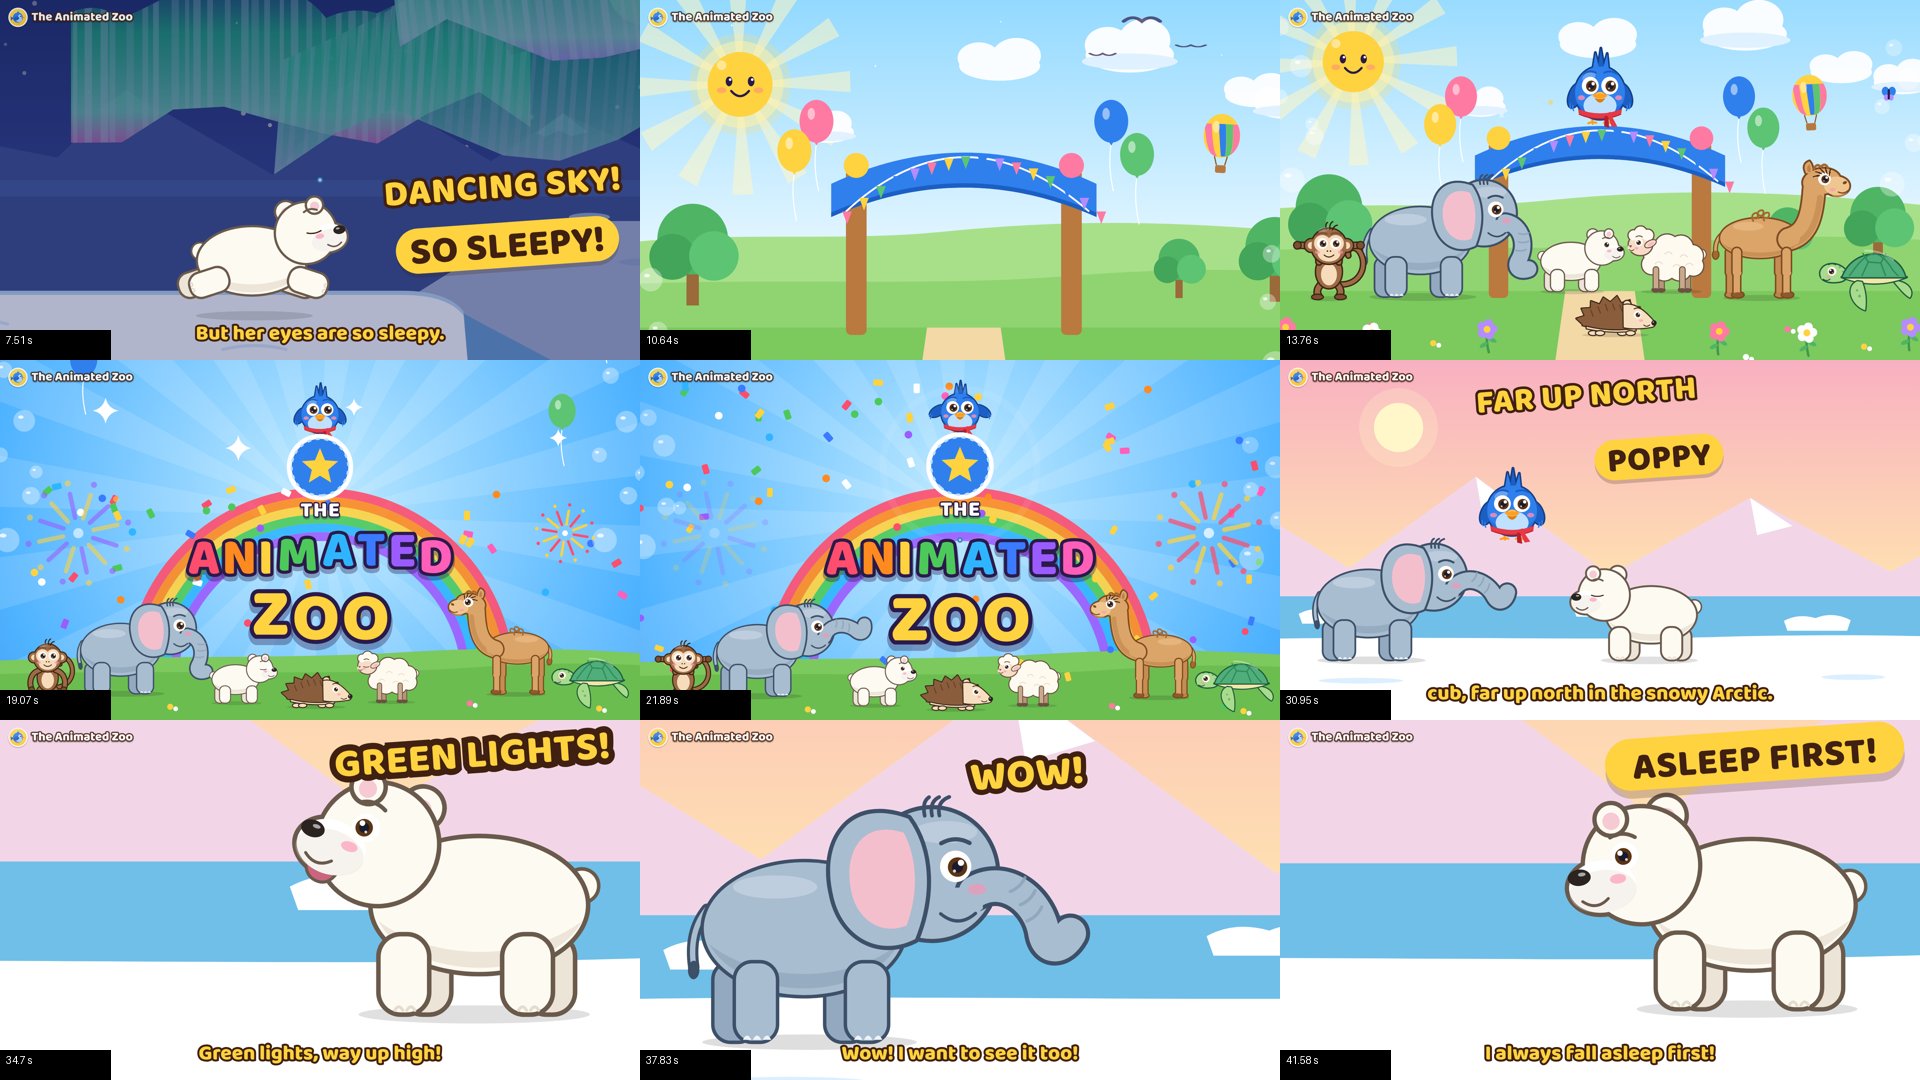 The Animated Zoo
DANCING SKY!
SO SLEEPY!
But her eyes are so sleepy.
7.51 s
The Animated Zoo
10.64 s
The Animated Zoo
13.76 s
The Animated Zoo
THE
ANIMATED
ZOO
19.07 s
The Animated Zoo
THE
ANIMATED
ZOO
21.89 s
The Animated Zoo
FAR UP NORTH
POPPY
cub, far up north in the snowy Arctic.
30.95 s
The Animated Zoo
GREEN LIGHTS!
Green lights, way up high!
34.7 s
The Animated Zoo
WOW!
Wow! I want to see it too!
37.83 s
The Animated Zoo
ASLEEP FIRST!
I always fall asleep first!
41.58 s